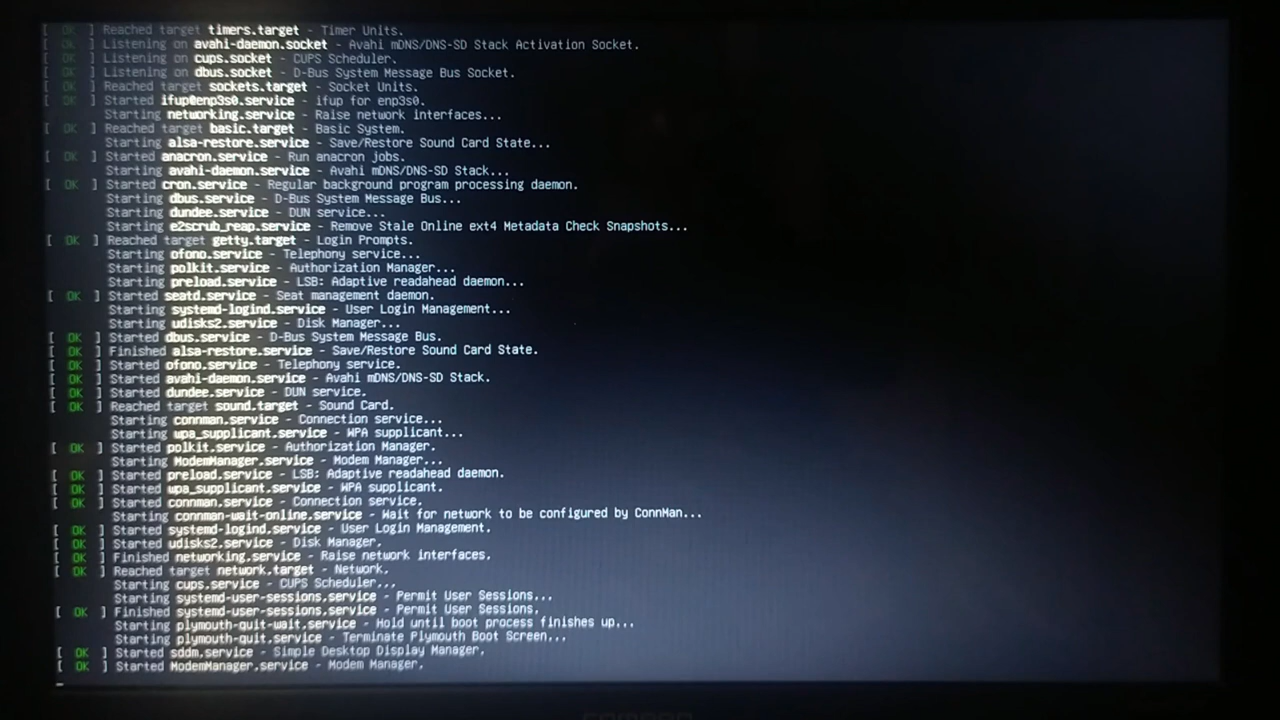 [ OK ] Reached target timers.target - Timer Units.
[ OK ] Listening on avahi-daemon.socket - Avahi mDNS/DNS-SD Stack Activation Socket.
[ OK ] Listening on cups.socket - CUPS Scheduler.
[ OK ] Listening on dbus.socket - D-Bus System Message Bus Socket.
[ OK ] Reached target sockets.target - Socket Units.
[ OK ] Started ifup@enp3s0.service - ifup for enp3s0.
Starting networking.service - Raise network interfaces...
[ OK ] Reached target basic.target - Basic System.
Starting alsa-restore.service - Save/Restore Sound Card State...
[ OK ] Started anacron.service - Run anacron jobs.
Starting avahi-daemon.service - Avahi mDNS/DNS-SD Stack...
[ OK ] Started cron.service - Regular background program processing daemon.
Starting dbus.service - D-Bus System Message Bus...
Starting dundee.service - DUN service...
Starting e2scrub_reap.service - Remove Stale Online ext4 Metadata Check Snapshots...
[ OK ] Reached target getty.target - Login Prompts.
Starting ofono.service - Telephony service...
Starting polkit.service - Authorization Manager...
Starting preload.service - LSB: Adaptive readahead daemon...
[ OK ] Started seatd.service - Seat management daemon.
Starting systemd-logind.service - User Login Management...
Starting udisks2.service - Disk Manager...
[ OK ] Started dbus.service - D-Bus System Message Bus.
[ OK ] Finished alsa-restore.service - Save/Restore Sound Card State.
[ OK ] Started ofono.service - Telephony service.
[ OK ] Started avahi-daemon.service - Avahi mDNS/DNS-SD Stack.
[ OK ] Started dundee.service - DUN service.
[ OK ] Reached target sound.target - Sound Card.
Starting connman.service - Connection service...
Starting wpa_supplicant.service - WPA supplicant...
[ OK ] Started polkit.service - Authorization Manager.
Starting ModemManager.service - Modem Manager...
[ OK ] Started preload.service - LSB: Adaptive readahead daemon.
[ OK ] Started wpa_supplicant.service - WPA supplicant.
[ OK ] Started connman.service - Connection service.
Starting connman-wait-online.service - Wait for network to be configured by ConnMan...
[ OK ] Started systemd-logind.service - User Login Management.
[ OK ] Started udisks2.service - Disk Manager.
[ OK ] Finished networking.service - Raise network interfaces.
[ OK ] Reached target network.target - Network.
Starting cups.service - CUPS Scheduler...
Starting systemd-user-sessions.service - Permit User Sessions...
[ OK ] Finished systemd-user-sessions.service - Permit User Sessions.
Starting plymouth-quit-wait.service - Hold until boot process finishes up...
Starting plymouth-quit.service - Terminate Plymouth Boot Screen...
[ OK ] Started sddm.service - Simple Desktop Display Manager.
[ OK ] Started ModemManager.service - Modem Manager.